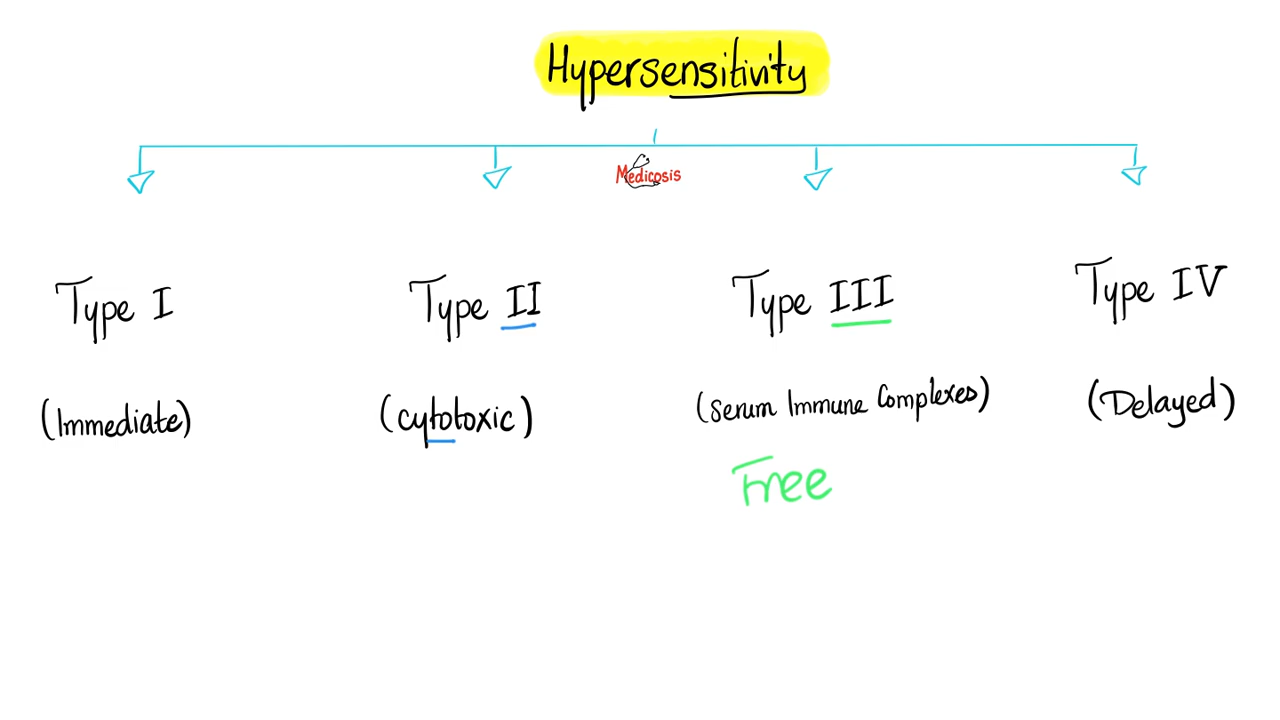 Hypersensitivity
Medicosis
Type I
Type II
Type III
Type IV
(Immediate)
(cytotoxic)
(Serum Immune Complexes)
(Delayed)
Free